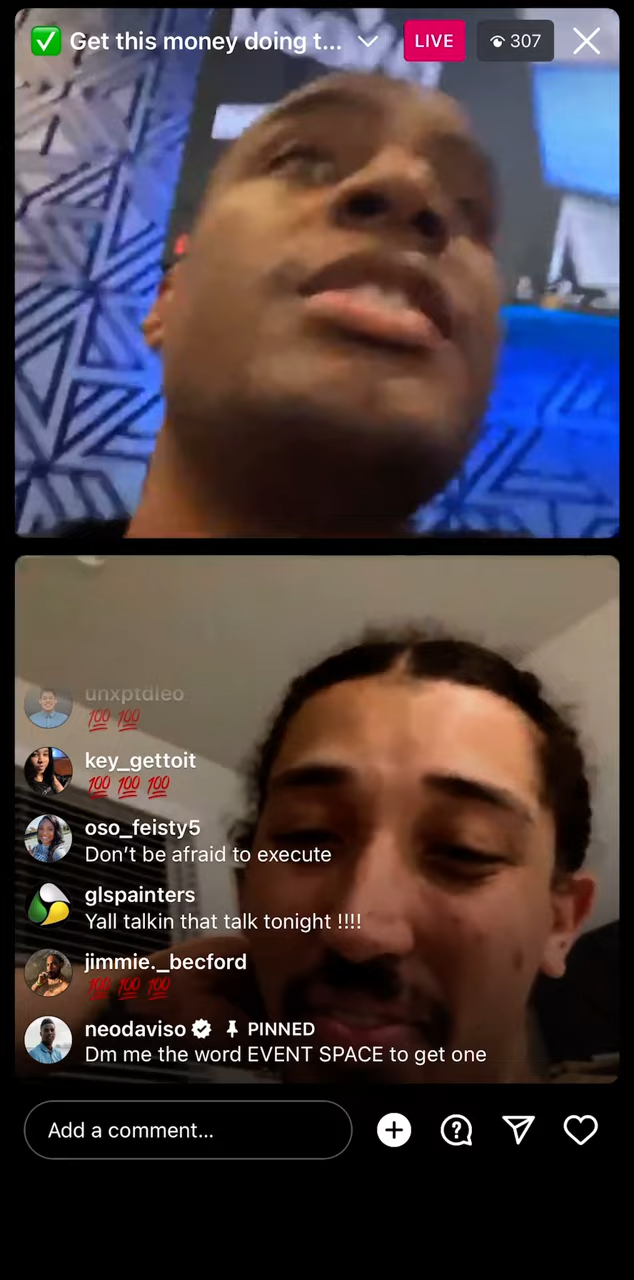 ✅ Get this money doing t...
LIVE
307
unxptdleo
💯 💯
key_gettoit
💯 💯 💯
oso_feisty5
Don’t be afraid to execute
glspainters
Yall talkin that talk tonight !!!!
jimmie._becford
💯 💯 💯
neodaviso PINNED
Dm me the word EVENT SPACE to get one
Add a comment...